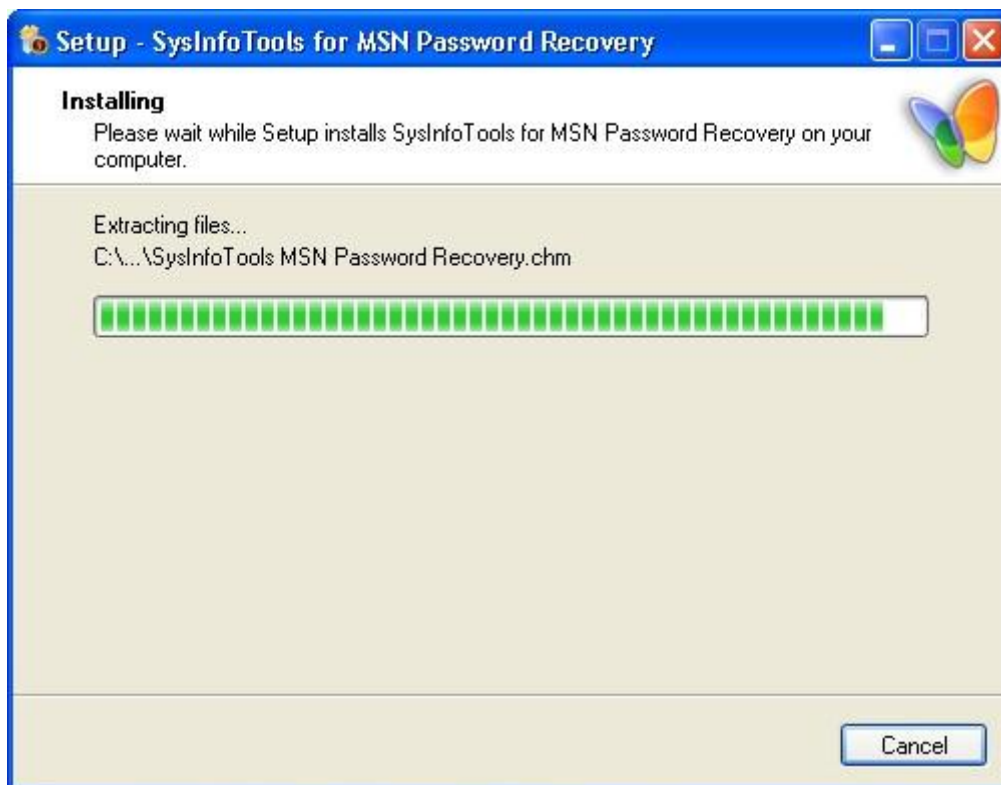 Setup - SysInfoTools for MSN Password Recovery
Installing
Please wait while Setup installs SysInfoTools for MSN Password Recovery on your
computer.
Extracting files...
C:\...\SysInfoTools MSN Password Recovery.chm
Cancel